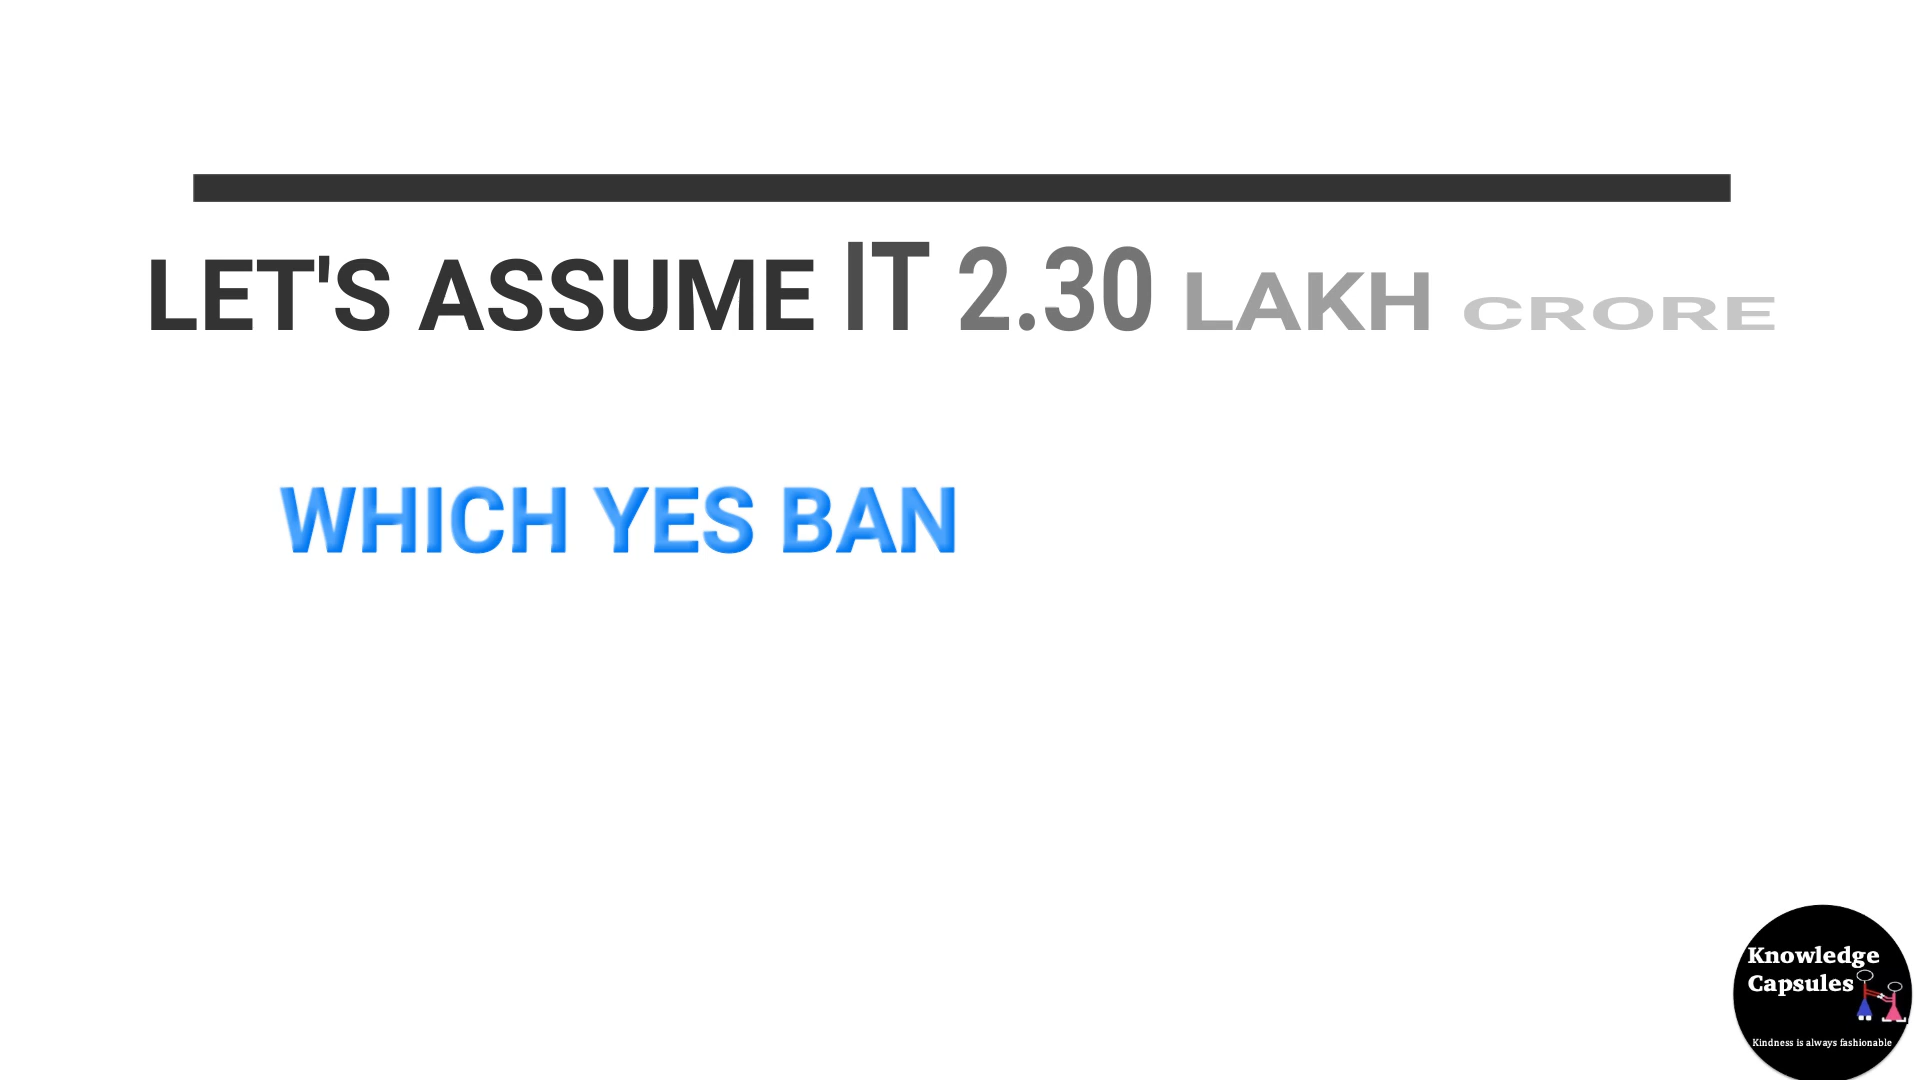 LET'S ASSUME IT 2.30 LAKH CRORE
WHICH YES BAN
Knowledge
Capsules
Kindness is always fashionable